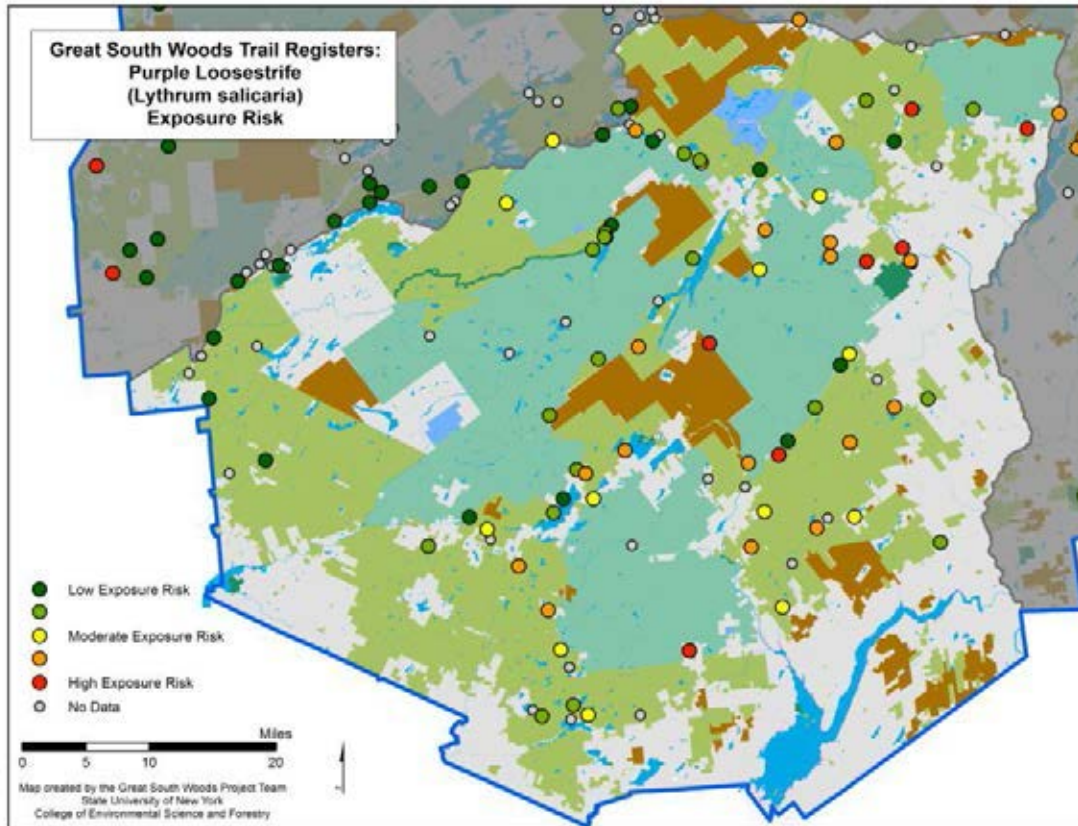 Great South Woods Trail Registers:
Purple Loosestrife
(Lythrum salicaria)
Exposure Risk
Low Exposure Risk
Moderate Exposure Risk
High Exposure Risk
No Data
Miles
0 5 10 20
Map created by the Great South Woods Project Team
State University of New York
College of Environmental Science and Forestry